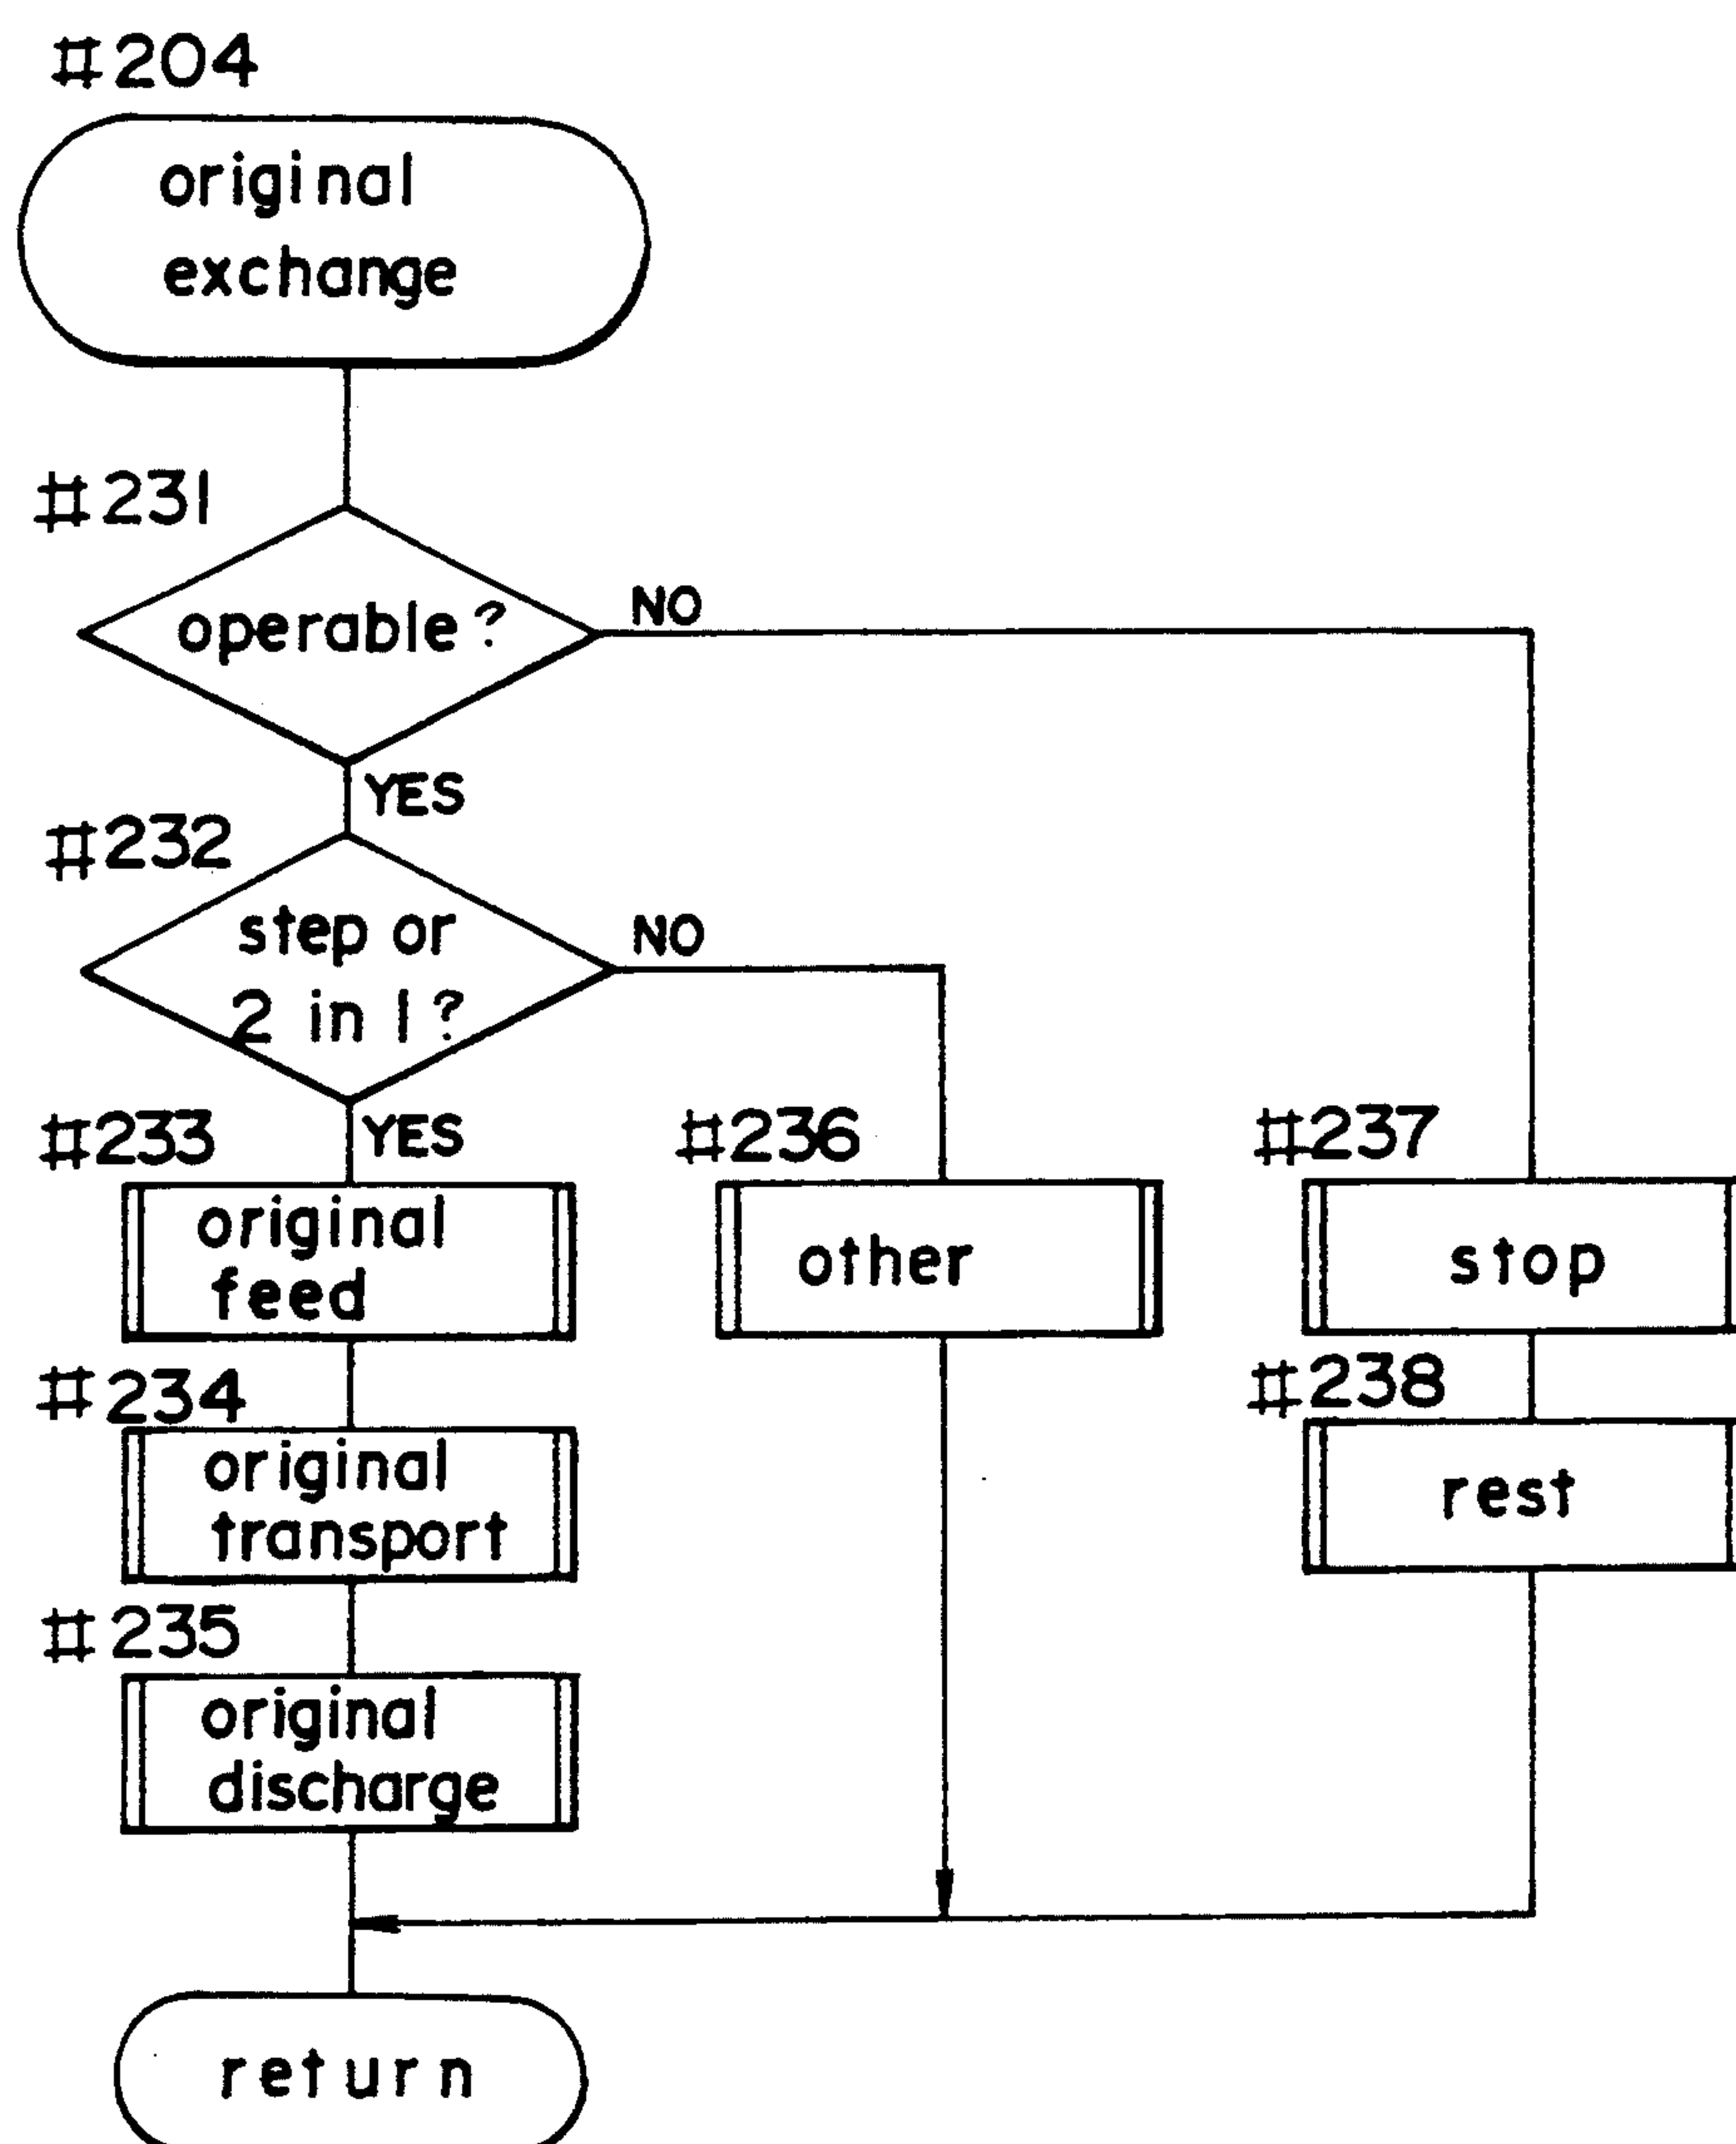 #204
original
exchange
#231
operable?
NO
YES
#232
step or
2 in 1?
NO
YES
#233
original
feed
#234
original
transport
#235
original
discharge
#236
other
#237
stop
#238
rest
return